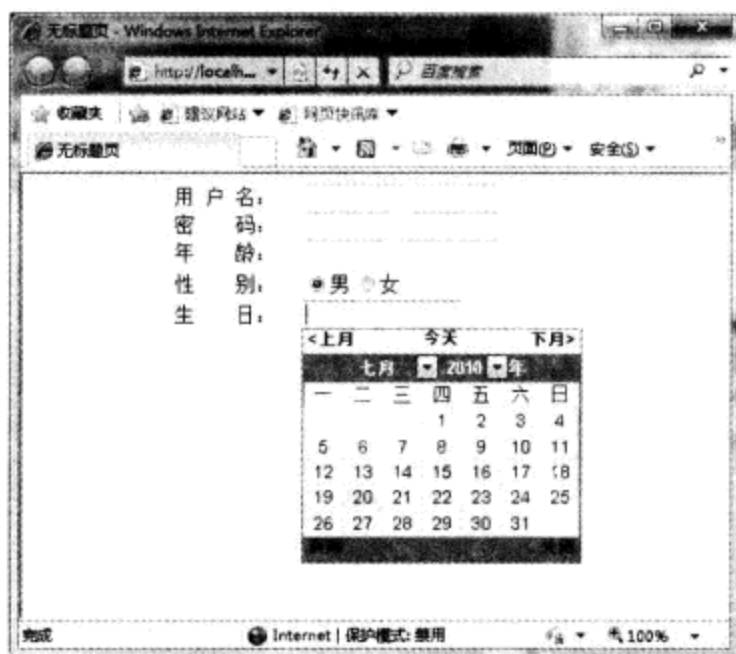 无标题页 - Windows Internet Explorer
http://localh...
百度搜索
收藏夹 建议网站 网页快讯库
无标题页 页面(P) 安全(S)
用 户 名:
密 码:
年 龄:
性 别: 男 女
生 日:
<上月 今天 下月>
七月 2010 年
一 二 三 四 五 六 日
1 2 3 4
5 6 7 8 9 10 11
12 13 14 15 16 17 18
19 20 21 22 23 24 25
26 27 28 29 30 31
完成 Internet | 保护模式: 禁用 100%